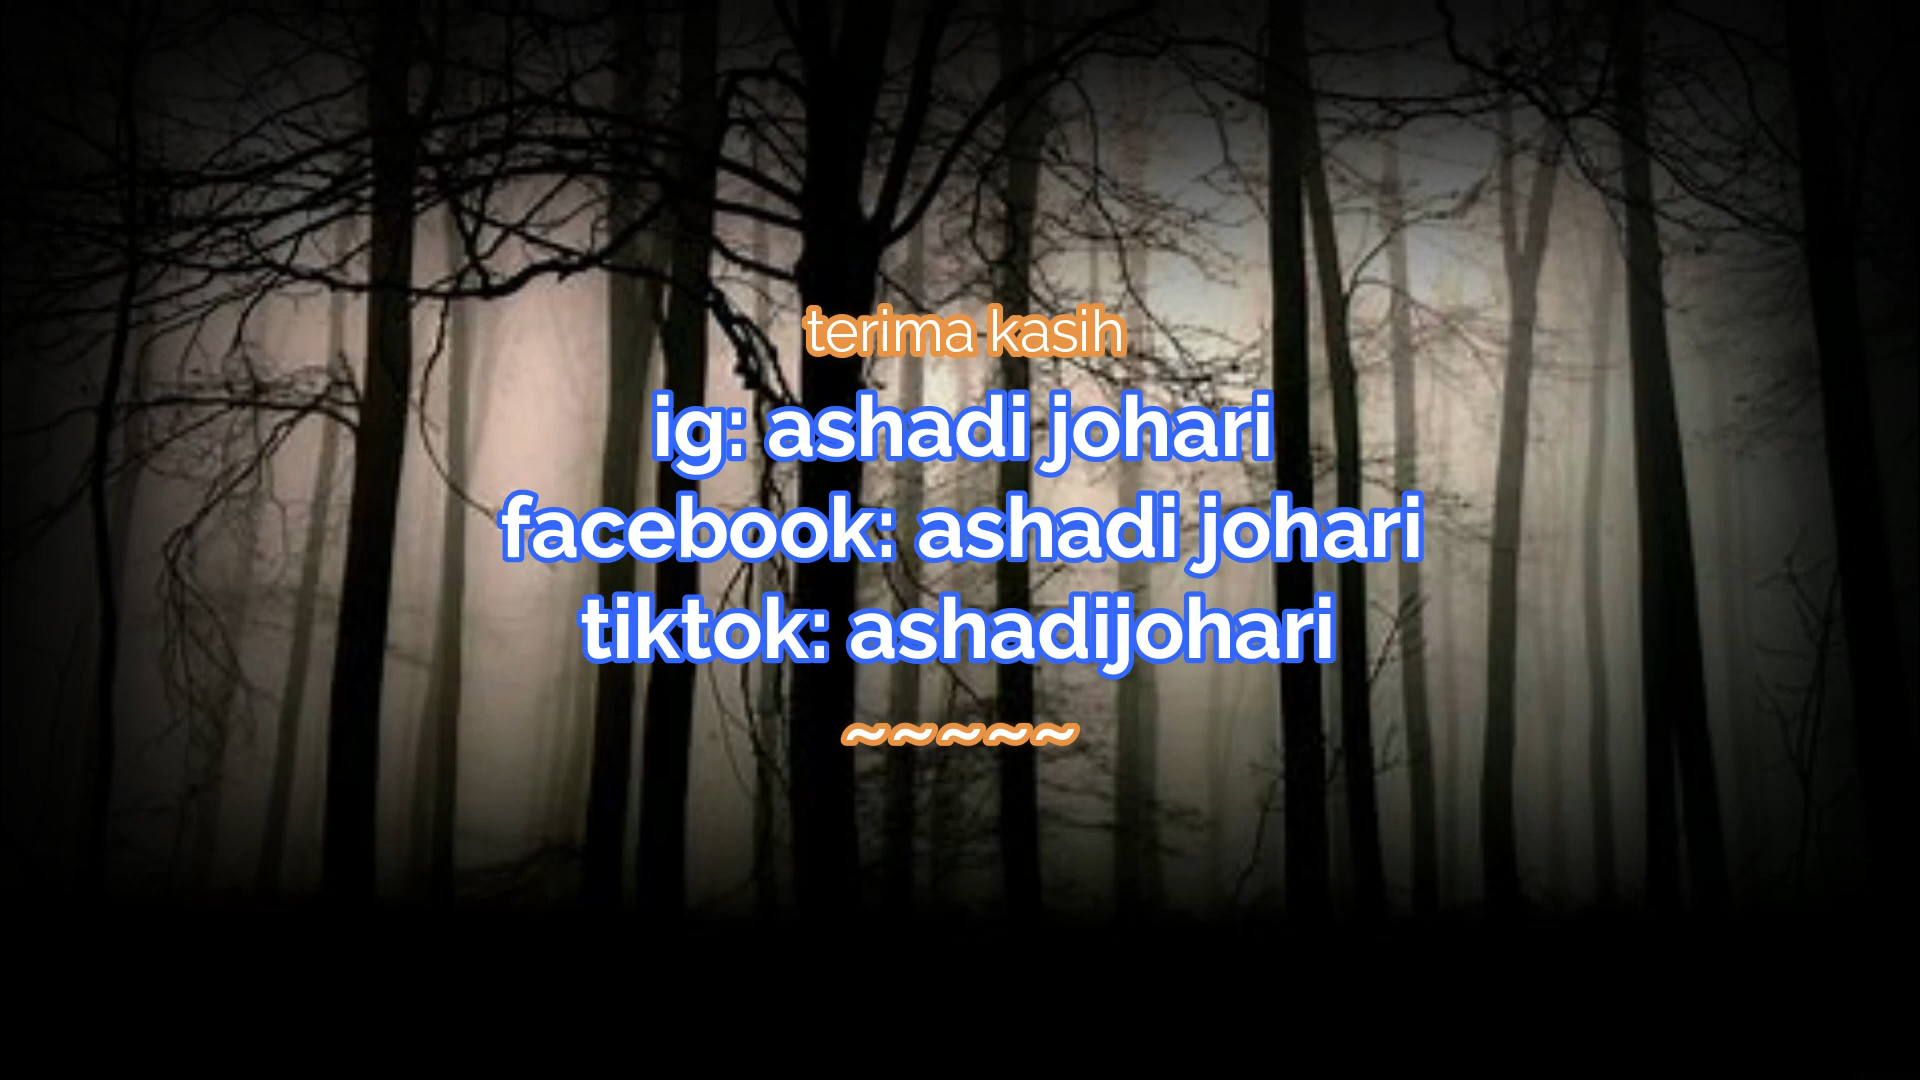 terima kasih
ig: ashadi johari
facebook: ashadi johari
tiktok: ashadijohari
~~~~~